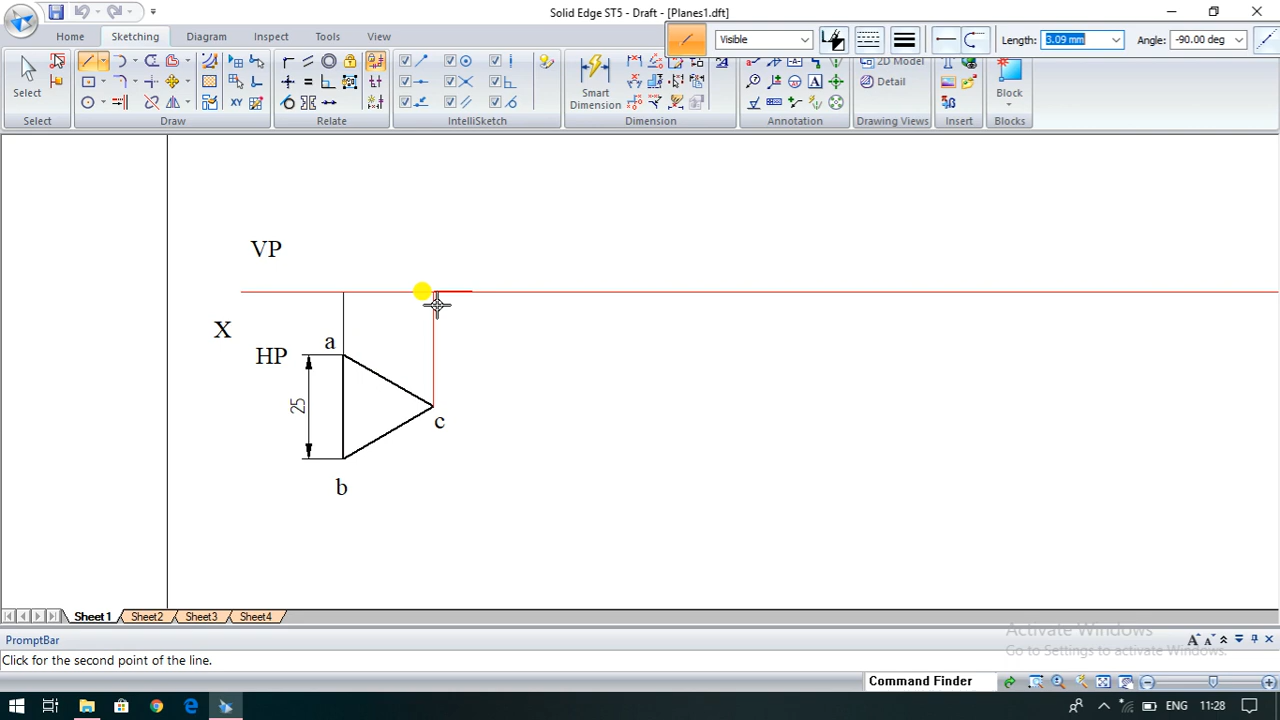 Solid Edge ST5 - Draft - [Planes1.dft]
Home Sketching Diagram Inspect Tools View
Visible Length: 3.09 mm Angle: -90.00 deg
Select Smart Dimension 2D Model Detail Block
Select Draw Relate IntelliSketch Dimension Annotation Drawing Views Insert Blocks
VP
X
a
HP
25
c
b
Sheet1 Sheet2 Sheet3 Sheet4
Activate Windows
PromptBar
Go to Settings to activate Windows.
Click for the second point of the line.
Command Finder
ENG 11:28